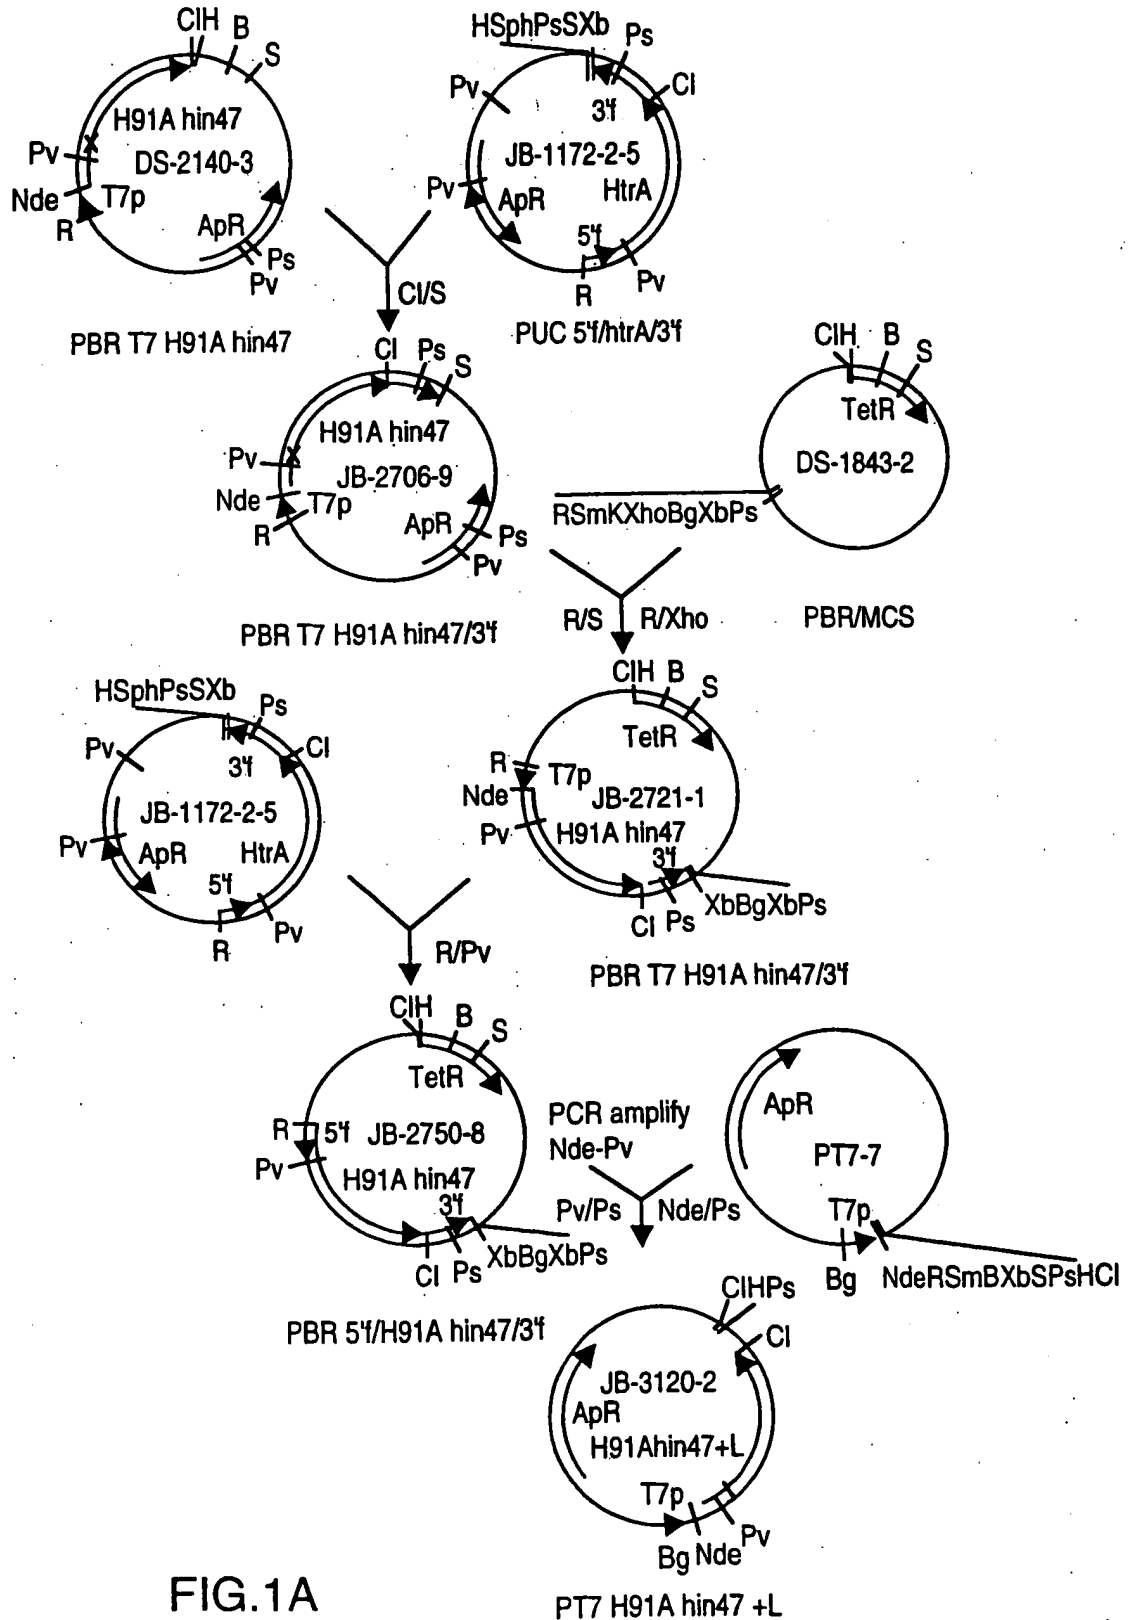 ClH B S
H91A hin47
DS-2140-3
Pv
Nde
T7p
R
ApR
Ps
Pv
PBR T7 H91A hin47
HSphPsSXb
Ps
Cl
Pv
3'f
JB-1172-2-5
HtrA
Pv
ApR
5'f
R
Pv
PUC 5'f/htrA/3'f
Cl/S
Cl Ps S
H91A hin47
Pv
JB-2706-9
Nde
T7p
R
ApR
Ps
Pv
PBR T7 H91A hin47/3'f
ClH B S
TetR
DS-1843-2
RSmKXhoBgXbPs
PBR/MCS
R/S R/Xho
HSphPsSXb
Ps
Cl
Pv
3'f
JB-1172-2-5
Pv
ApR
HtrA
5'f
R
Pv
ClH B S
TetR
R
T7p
Nde
JB-2721-1
Pv
H91A hin47
3'f
XbBgXbPs
Cl Ps
PBR T7 H91A hin47/3'f
R/Pv
ClH B S
TetR
R
5'f JB-2750-8
Pv
H91A hin47
3'f
XbBgXbPs
Cl Ps
PBR 5'f/H91A hin47/3'f
PCR amplify
Nde-Pv
Pv/Ps Nde/Ps
ApR
PT7-7
T7p
Bg
NdeRSmBXbSPsHCl
ClHPs
Cl
JB-3120-2
ApR
H91Ahin47+L
T7p
Pv
Bg Nde
PT7 H91A hin47 +L
FIG.1A